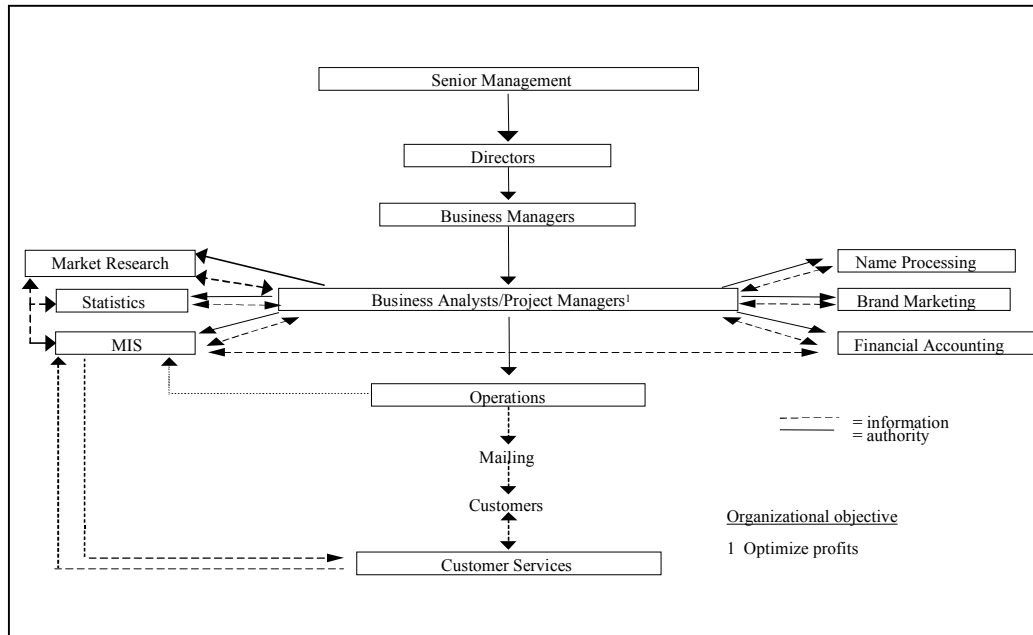 Senior Management
Directors
Business Managers
Market Research
Name Processing
Statistics
Business Analysts/Project Managers1
Brand Marketing
MIS
Financial Accounting
Operations
= information
= authority
Mailing
Customers
Organizational objective
1 Optimize profits
Customer Services